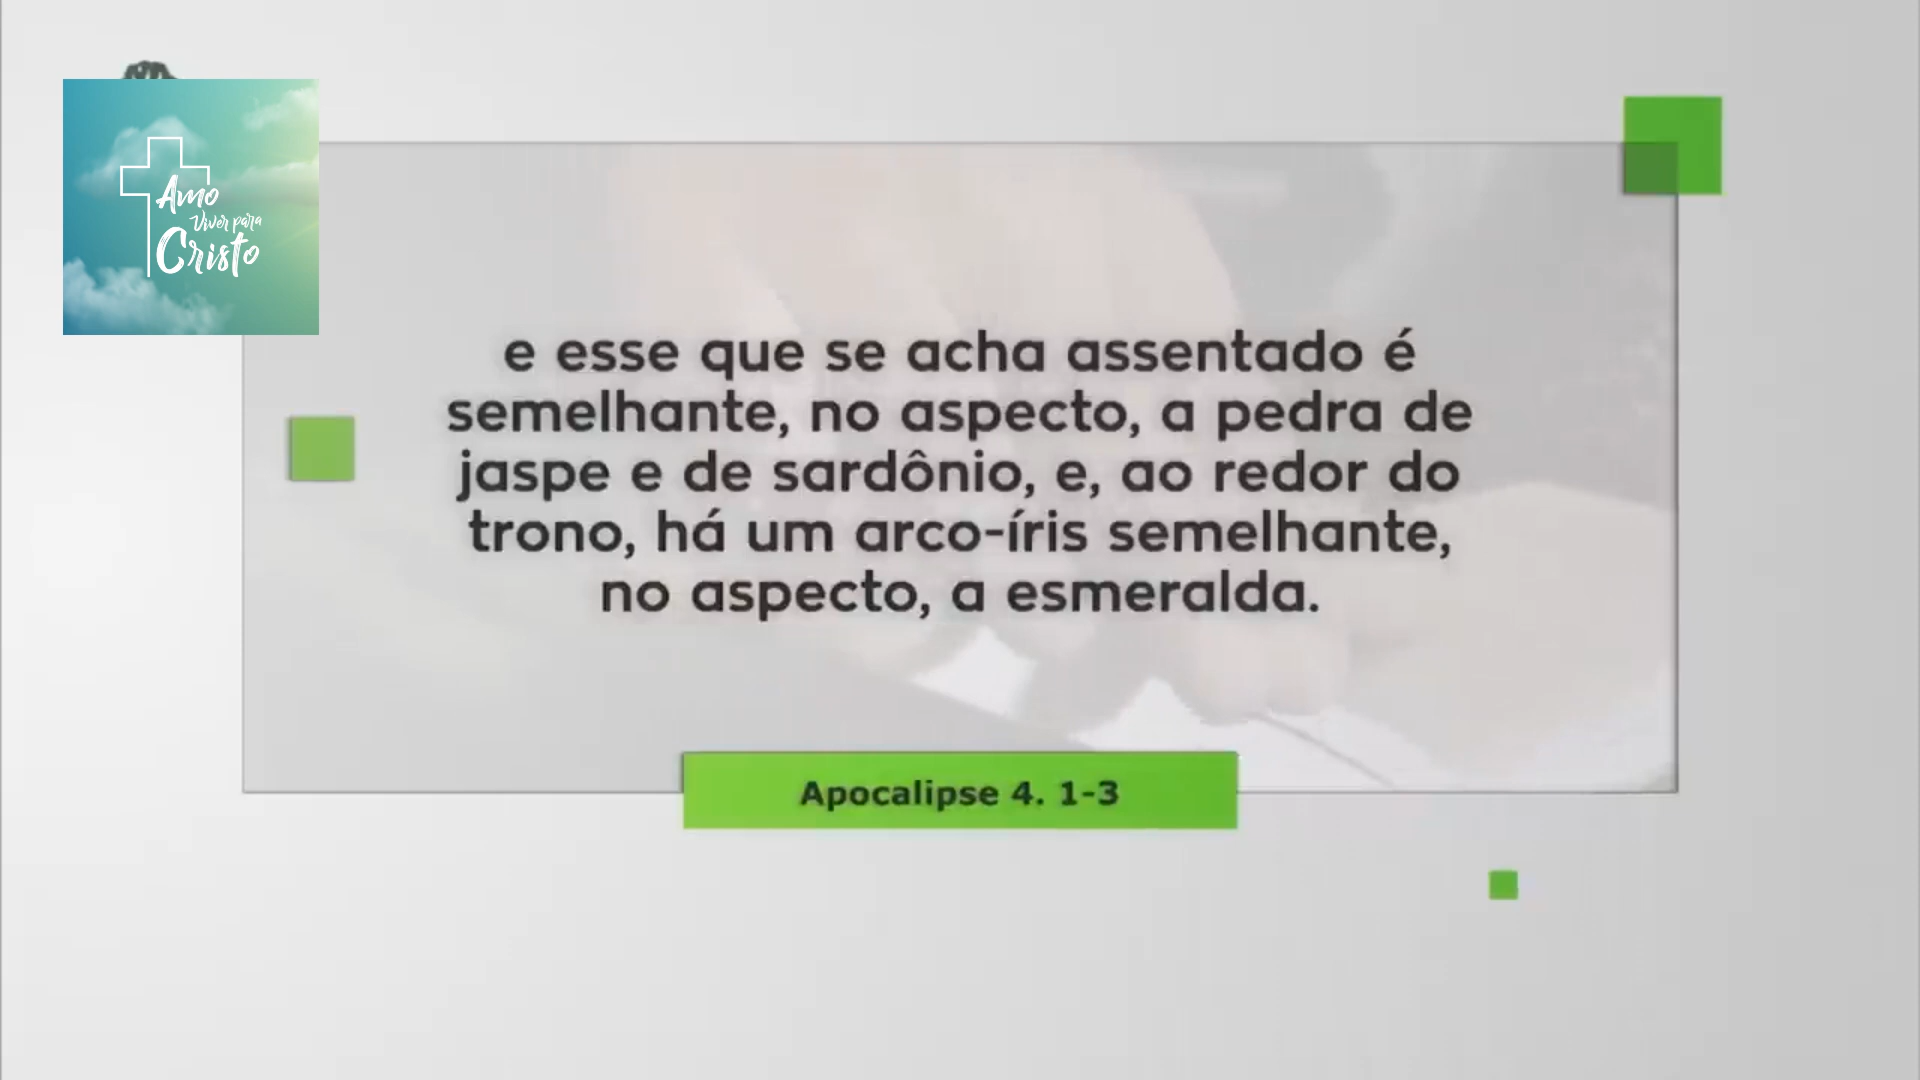 Amo
Viver para
Cristo
e esse que se acha assentado é
semelhante, no aspecto, a pedra de
jaspe e de sardônio, e, ao redor do
trono, há um arco-íris semelhante,
no aspecto, a esmeralda.
Apocalipse 4. 1-3